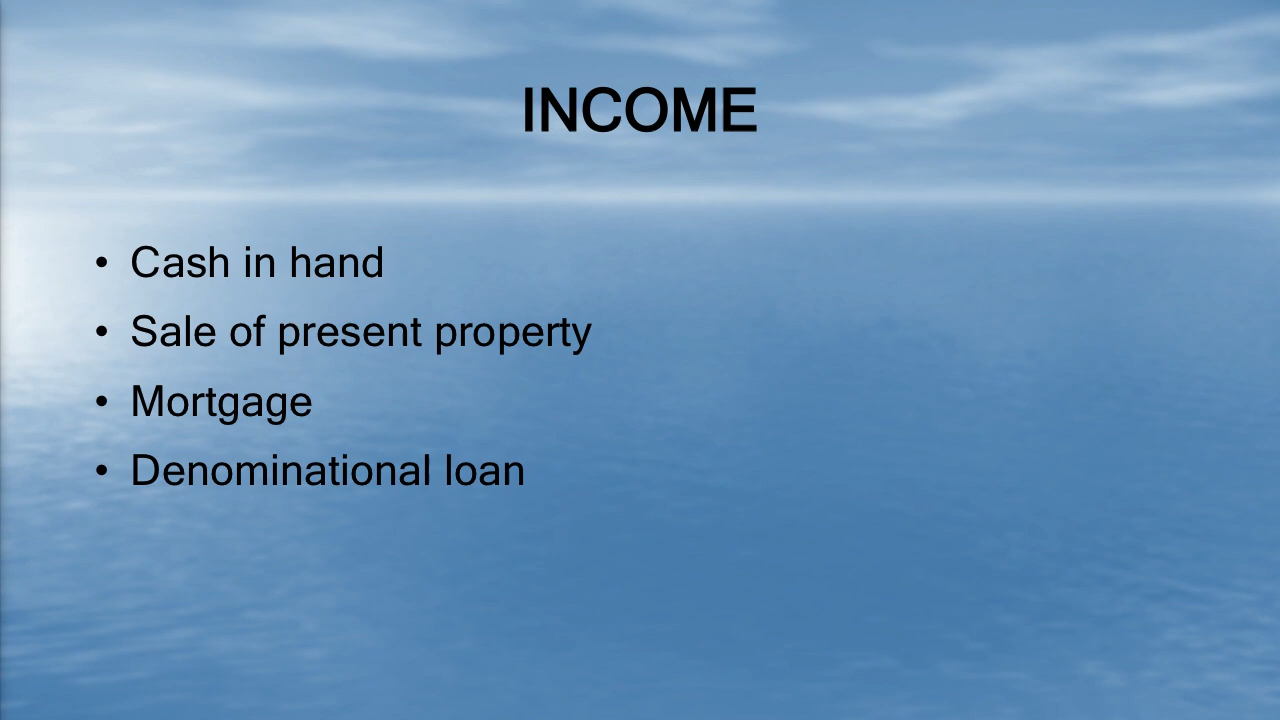 INCOME
• Cash in hand
• Sale of present property
• Mortgage
• Denominational loan